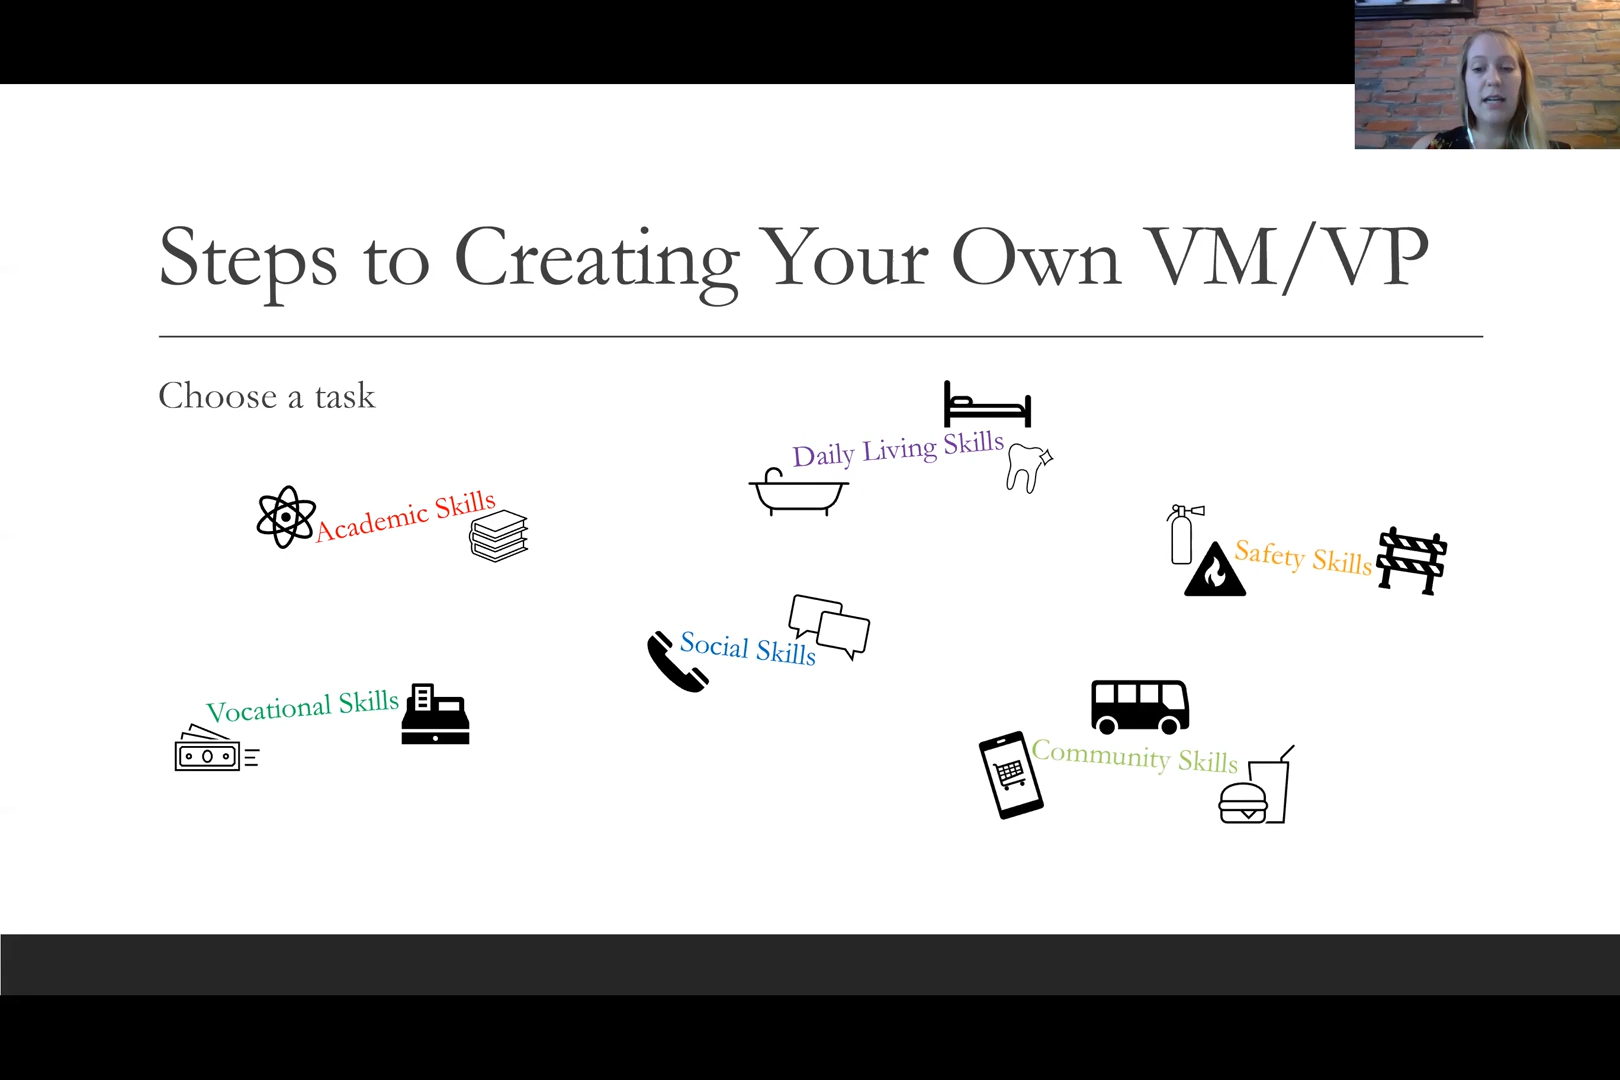 Steps to Creating Your Own VM/VP
Choose a task
Daily Living Skills
Academic Skills
Safety Skills
Social Skills
Vocational Skills
Community Skills